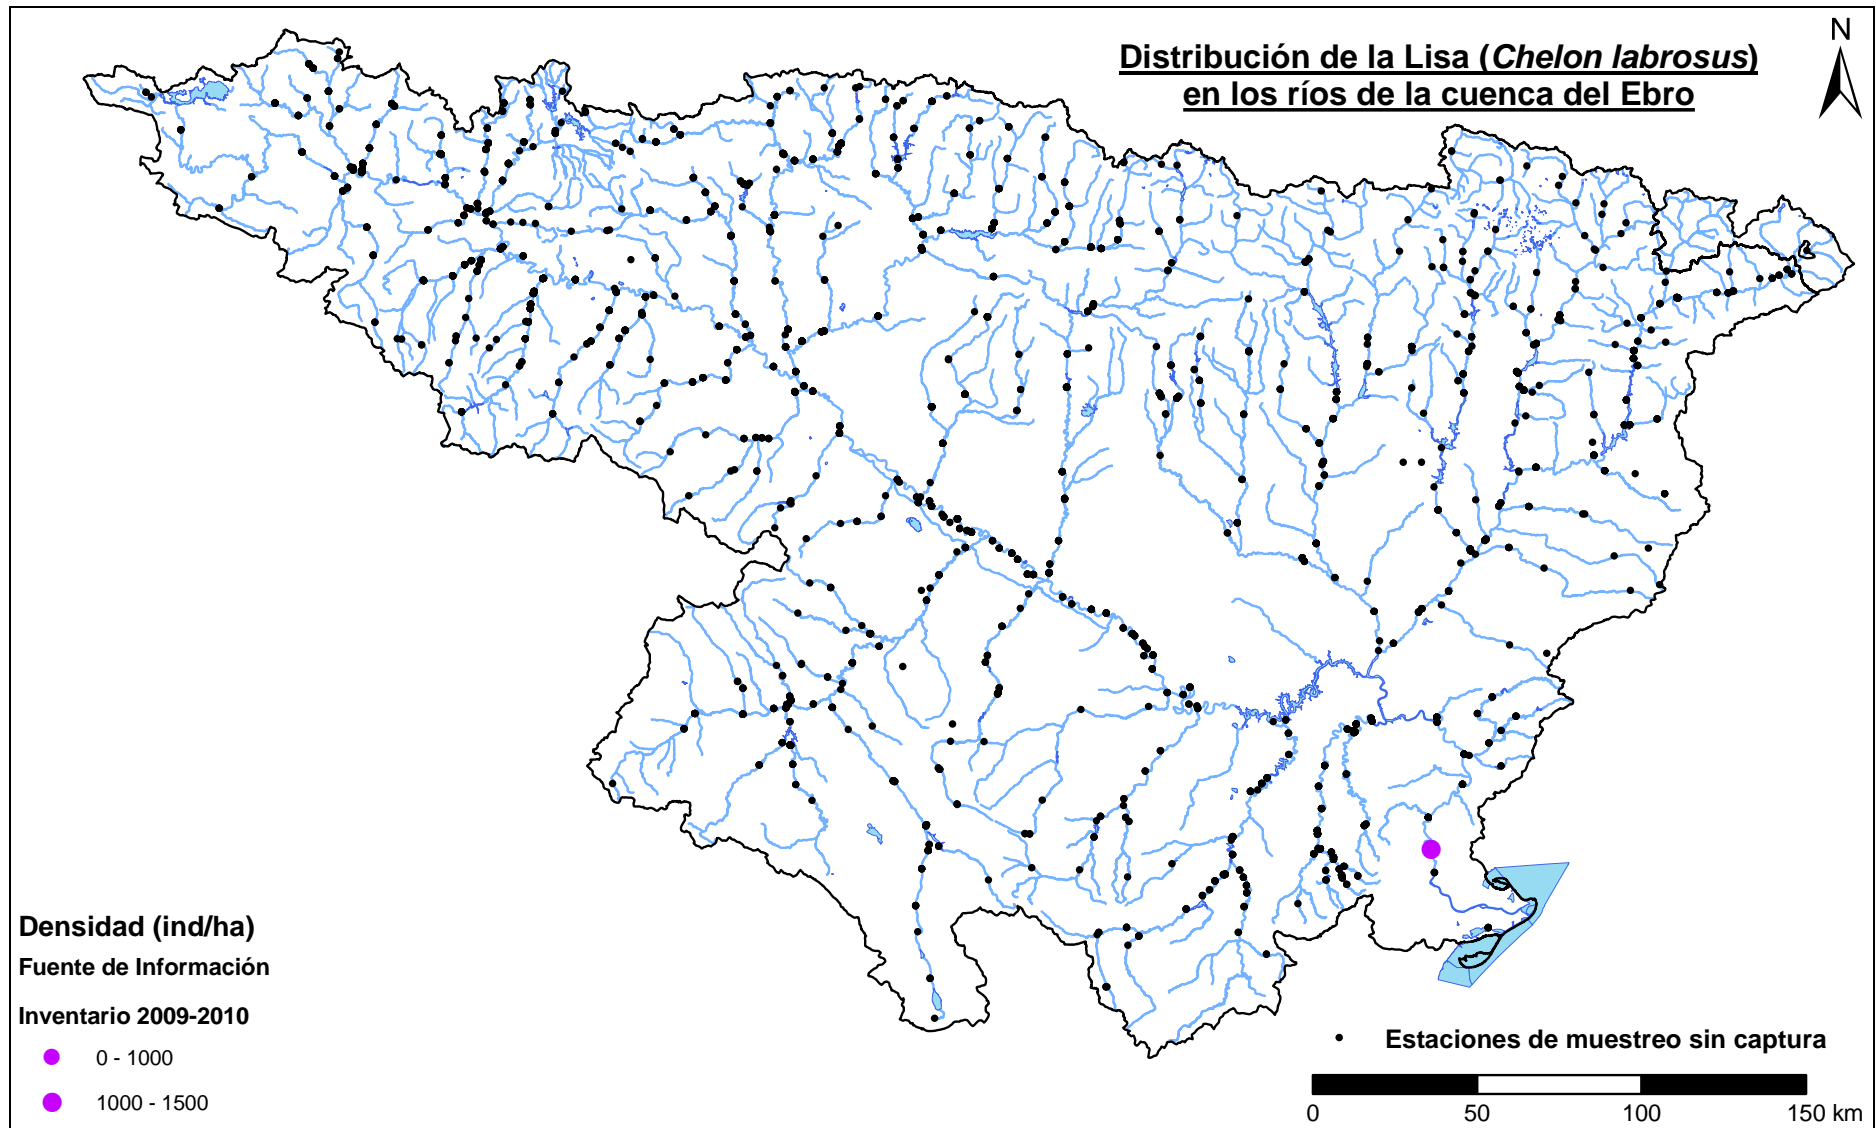 Distribución de la Lisa (Chelon labrosus)
en los ríos de la cuenca del Ebro
N
Densidad (ind/ha)
Fuente de Información
Inventario 2009-2010
0 - 1000
1000 - 1500
Estaciones de muestreo sin captura
0 50 100 150 km